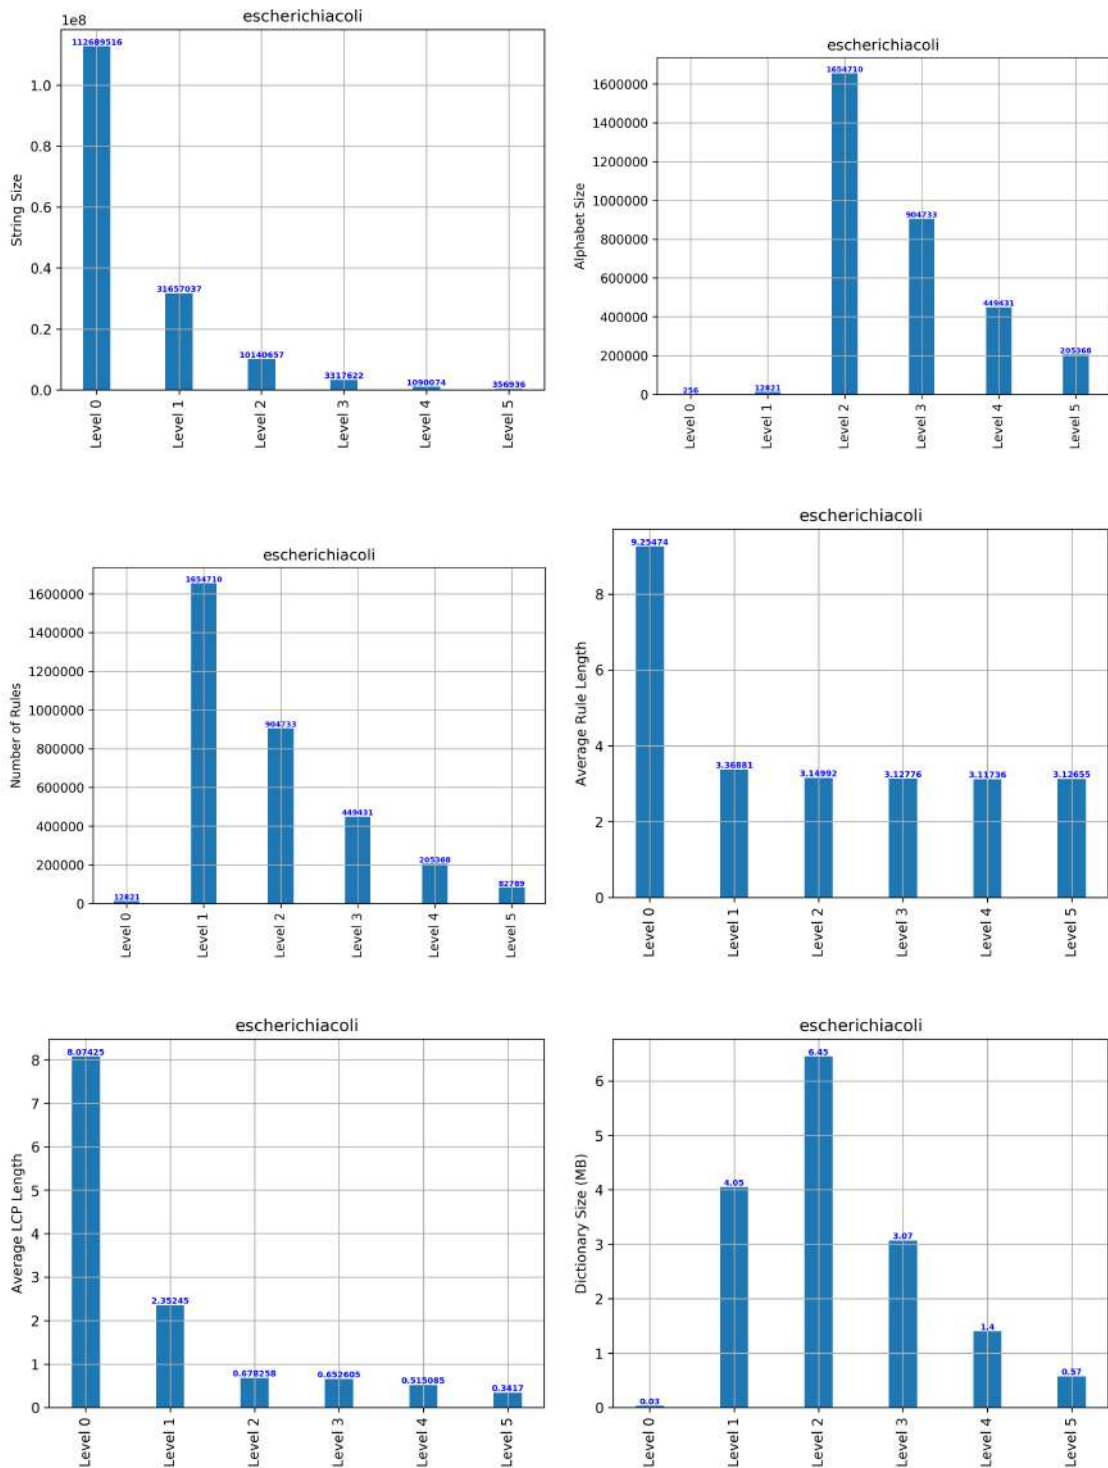 escherichiacoli
1e8
112689516
31657037
10140657
3317622
1090074
356936
1.0
0.8
0.6
0.4
0.2
0.0
String Size
Level 0
Level 1
Level 2
Level 3
Level 4
Level 5
escherichiacoli
1654710
904733
449431
205368
256
12821
1600000
1400000
1200000
1000000
800000
600000
400000
200000
0
Alphabet Size
Level 0
Level 1
Level 2
Level 3
Level 4
Level 5
escherichiacoli
1654710
904733
449431
205368
82789
12821
1600000
1400000
1200000
1000000
800000
600000
400000
200000
0
Number of Rules
Level 0
Level 1
Level 2
Level 3
Level 4
Level 5
escherichiacoli
9.25474
3.36881
3.14992
3.12776
3.11736
3.12655
8
6
4
2
0
Average Rule Length
Level 0
Level 1
Level 2
Level 3
Level 4
Level 5
escherichiacoli
8.07425
2.35245
0.678258
0.652605
0.515085
0.3417
8
7
6
5
4
3
2
1
0
Average LCP Length
Level 0
Level 1
Level 2
Level 3
Level 4
Level 5
escherichiacoli
6.45
4.05
3.07
1.4
0.57
0.03
6
5
4
3
2
1
0
Dictionary Size (MB)
Level 0
Level 1
Level 2
Level 3
Level 4
Level 5